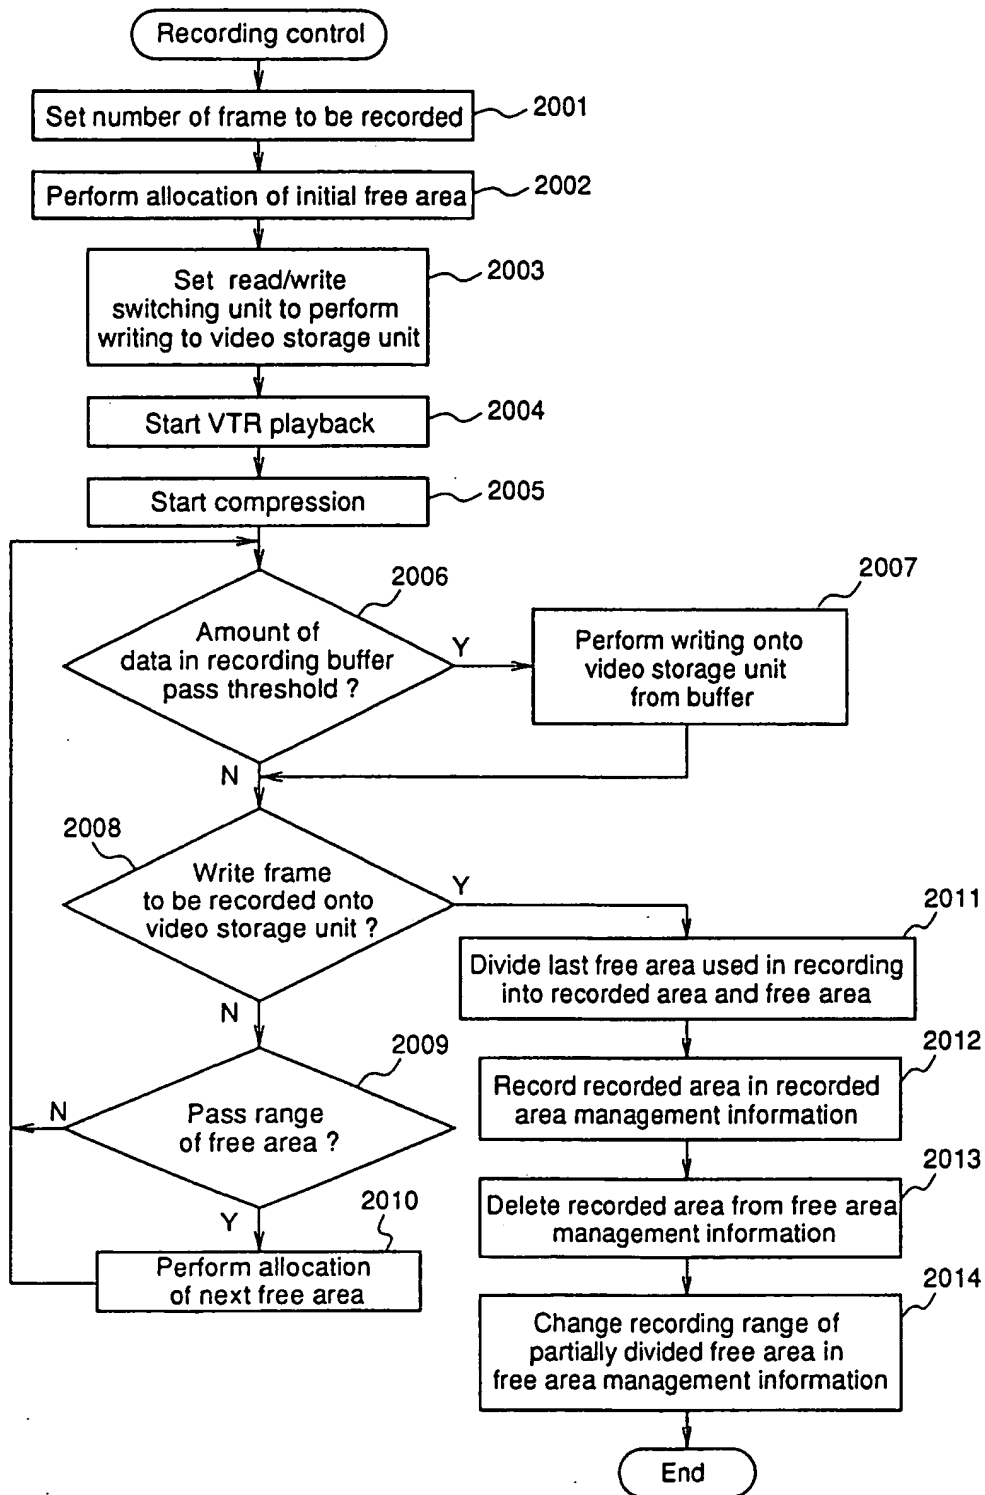 Recording control
Set number of frame to be recorded
2001
Perform allocation of initial free area
2002
Set read/write
switching unit to perform
writing to video storage unit
2003
Start VTR playback
2004
Start compression
2005
Amount of
data in recording buffer
pass threshold ?
2006
Y
N
Perform writing onto
video storage unit
from buffer
2007
Write frame
to be recorded onto
video storage unit ?
2008
Y
N
Pass range
of free area ?
2009
N
Y
Perform allocation
of next free area
2010
Divide last free area used in recording
into recorded area and free area
2011
Record recorded area in recorded
area management information
2012
Delete recorded area from free area
management information
2013
Change recording range of
partially divided free area in
free area management information
2014
End